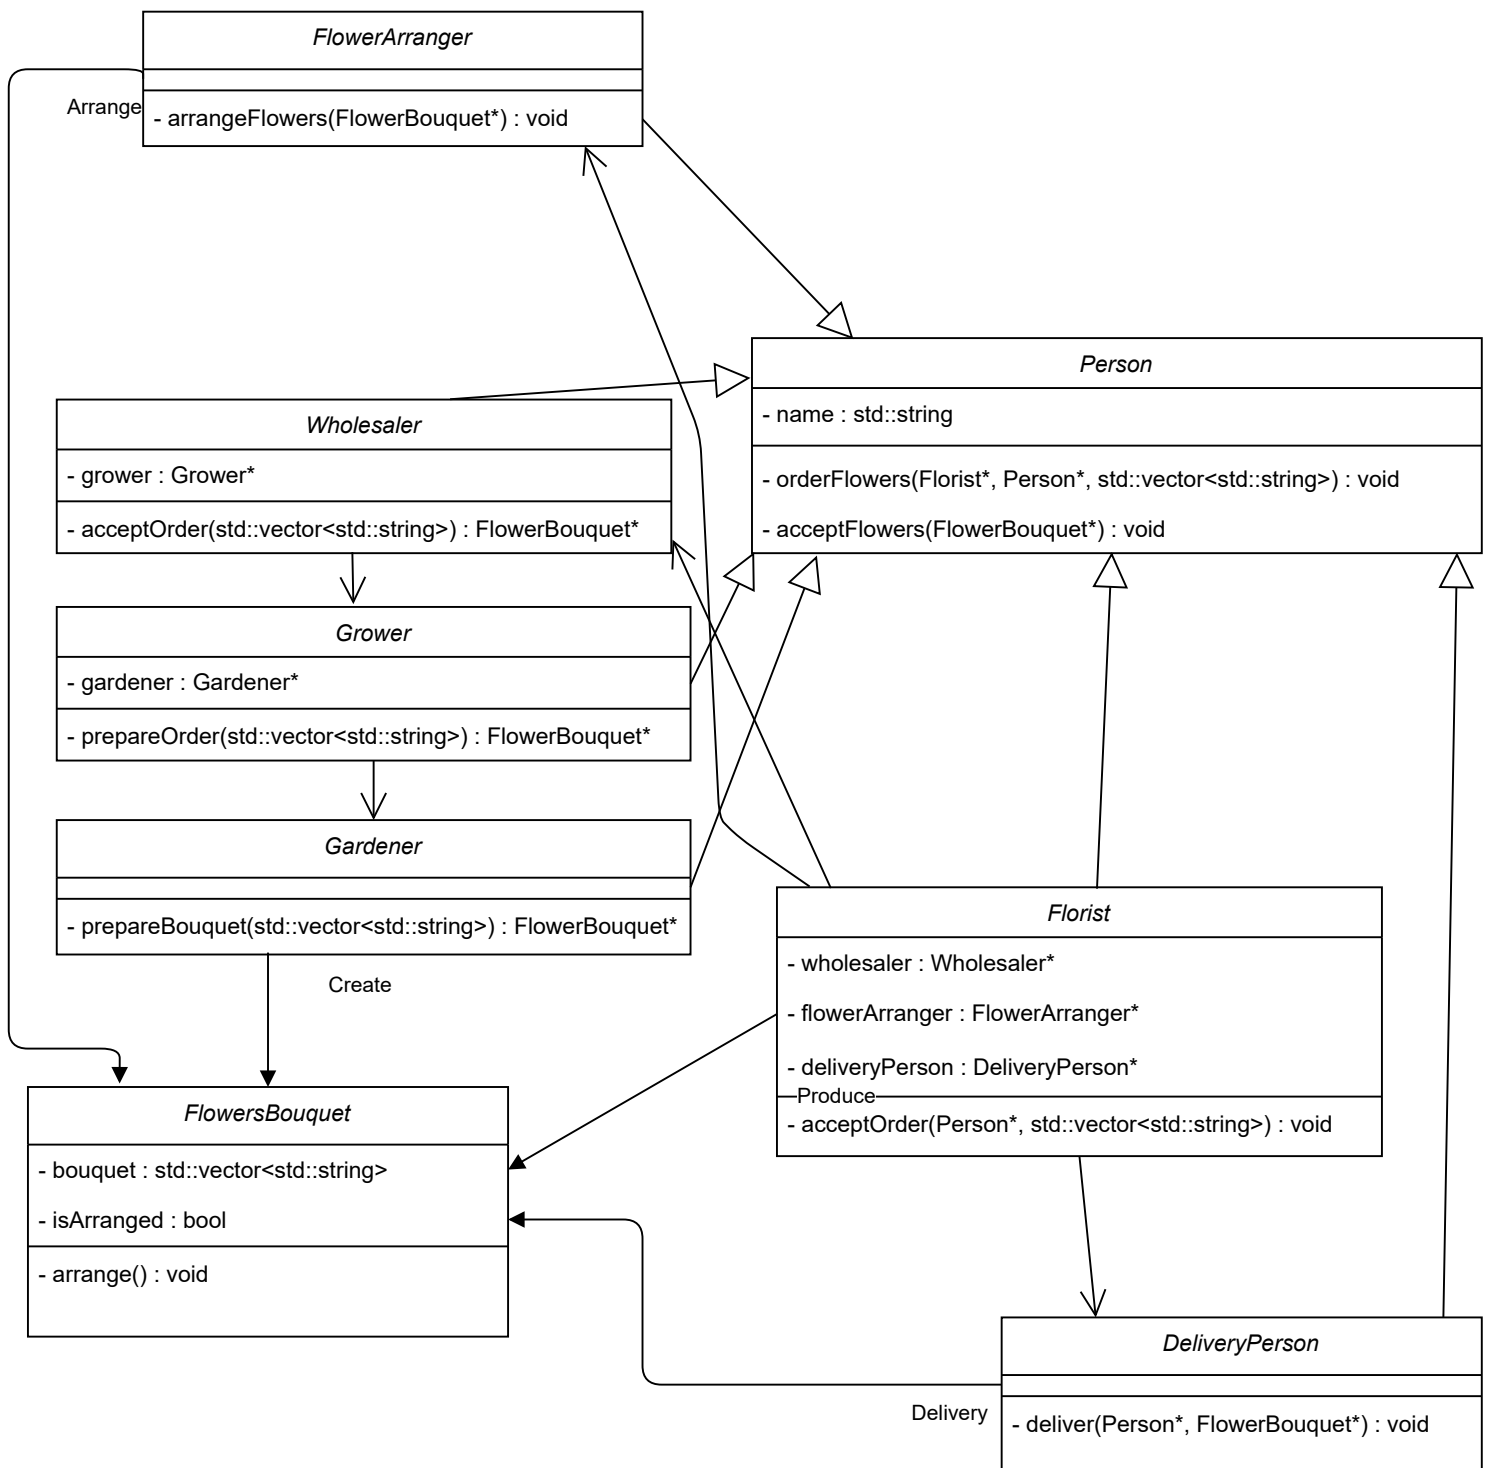 FlowerArranger
Arrange
- arrangeFlowers(FlowerBouquet*) : void
Person
- name : std::string
- orderFlowers(Florist*, Person*, std::vector<std::string>) : void
- acceptFlowers(FlowerBouquet*) : void
Wholesaler
- grower : Grower*
- acceptOrder(std::vector<std::string>) : FlowerBouquet*
Grower
- gardener : Gardener*
- prepareOrder(std::vector<std::string>) : FlowerBouquet*
Gardener
- prepareBouquet(std::vector<std::string>) : FlowerBouquet*
Create
Florist
- wholesaler : Wholesaler*
- flowerArranger : FlowerArranger*
- deliveryPerson : DeliveryPerson*
Produce
- acceptOrder(Person*, std::vector<std::string>) : void
FlowersBouquet
- bouquet : std::vector<std::string>
- isArranged : bool
- arrange() : void
DeliveryPerson
Delivery
- deliver(Person*, FlowerBouquet*) : void